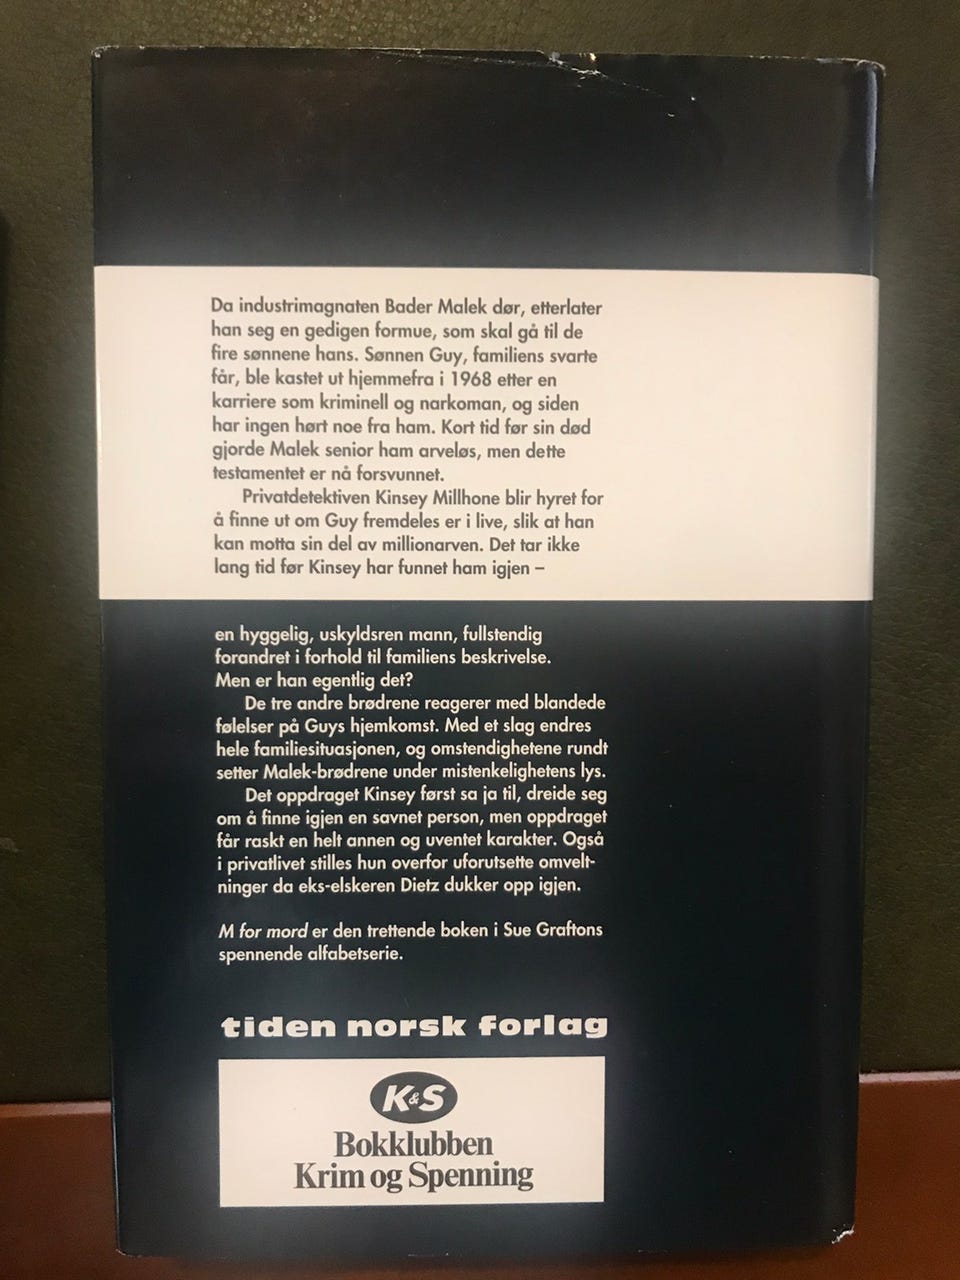 Da industrimagnaten Bader Malek dør, etterlater
han seg en gedigen formue, som skal gå til de
fire sønnene hans. Sønnen Guy, familiens svarte
får, ble kastet ut hjemmefra i 1968 etter en
karriere som kriminell og narkoman, og siden
har ingen hørt noe fra ham. Kort tid før sin død
gjorde Malek senior ham arveløs, men dette
testamentet er nå forsvunnet.
Privatdetektiven Kinsey Millhone blir hyret for
å finne ut om Guy fremdeles er i live, slik at han
kan motta sin del av millionarven. Det tar ikke
lang tid før Kinsey har funnet ham igjen –
en hyggelig, uskyldsren mann, fullstendig
forandret i forhold til familiens beskrivelse.
Men er han egentlig det?
De tre andre brødrene reagerer med blandede
følelser på Guys hjemkomst. Med et slag endres
hele familiesituasjonen, og omstendighetene rundt
setter Malek-brødrene under mistenkelighetens lys.
Det oppdraget Kinsey først sa ja til, dreide seg
om å finne igjen en savnet person, men oppdraget
får raskt en helt annen og uventet karakter. Også
i privatlivet stilles hun overfor uforutsette omvelt-
ninger da eks-elskeren Dietz dukker opp igjen.
M for mord er den trettende boken i Sue Graftons
spennende alfabetserie.
tiden norsk forlag
K&S
Bokklubben
Krim og Spenning